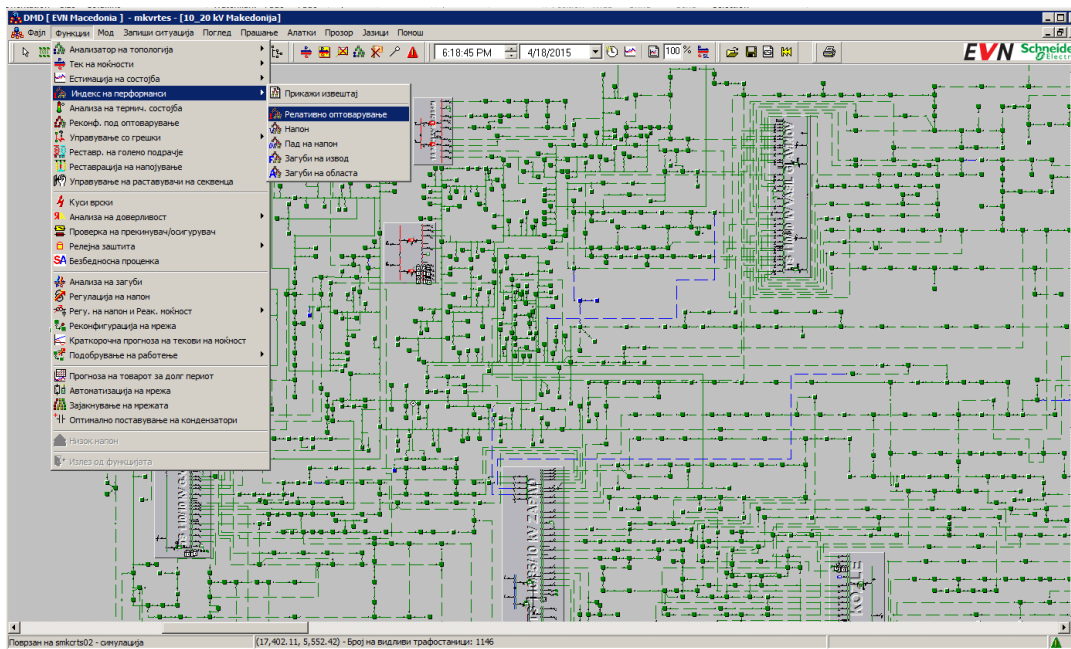 DMD [ EVN Macedonia ] - mkvrtes - [10_20 kV Makedonija]
Фајл Функции Мод Запиши ситуација Поглед Прашање Алатки Прозор Јазици Помош
6:18:45 PM 4/18/2015 100 %
EVN Schneide
Electr
Анализатор на топологија
Тек на моќности
Естимација на состојба
Индекс на перформанси
Анализа на термич. состојба
Реконф. под оптоварување
Управување со грешки
Реставр. на големо подрачје
Реставрација на напојување
Управување на раставувачи на секвенца
Куси врски
Анализа на доверливост
Проверка на прекинувач/осигурувач
Релејна заштита
Безбедносна проценка
Анализа на загуби
Регулација на напон
Регу. на напон и Реак. моќност
Реконфигурација на мрежа
Краткорочна прогноза на текови на моќност
Подобрување на работење
Прогноза на товарот за долг периот
Автоматизација на мрежа
Зајакнување на мрежата
Оптимално поставување на кондензатори
Низок напон
Излез од функцијата
Прикажи извештај
Релативно оптоварување
Напон
Пад на напон
Загуби на извод
Загуби на областа
Поврзан на smkcrts02 - симулација
(17,402.11, 5,552.42) - Број на видливи трафостаници: 1146